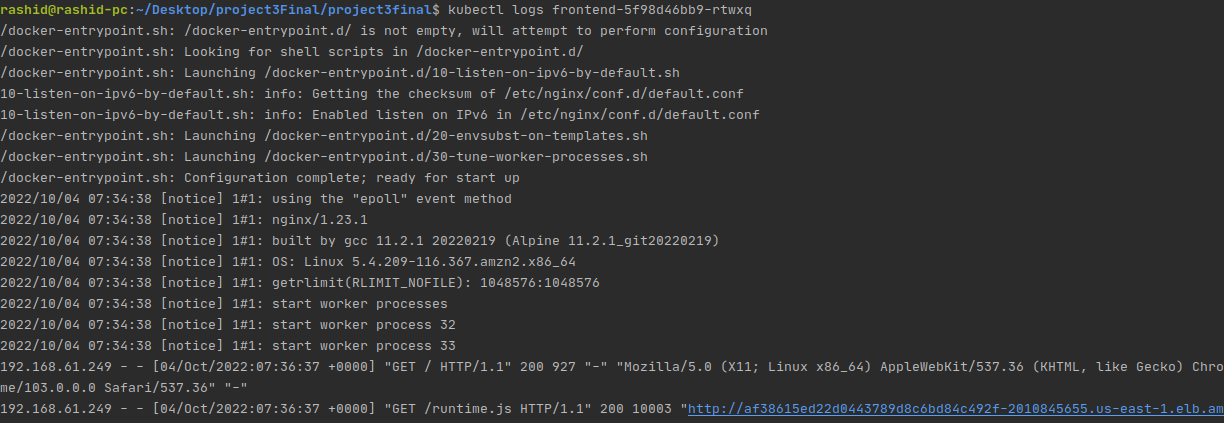 rashid@rashid-pc:~/Desktop/project3Final/project3final$ kubectl logs frontend-5f98d46bb9-rtwxq
/docker-entrypoint.sh: /docker-entrypoint.d/ is not empty, will attempt to perform configuration
/docker-entrypoint.sh: Looking for shell scripts in /docker-entrypoint.d/
/docker-entrypoint.sh: Launching /docker-entrypoint.d/10-listen-on-ipv6-by-default.sh
10-listen-on-ipv6-by-default.sh: info: Getting the checksum of /etc/nginx/conf.d/default.conf
10-listen-on-ipv6-by-default.sh: info: Enabled listen on IPv6 in /etc/nginx/conf.d/default.conf
/docker-entrypoint.sh: Launching /docker-entrypoint.d/20-envsubst-on-templates.sh
/docker-entrypoint.sh: Launching /docker-entrypoint.d/30-tune-worker-processes.sh
/docker-entrypoint.sh: Configuration complete; ready for start up
2022/10/04 07:34:38 [notice] 1#1: using the "epoll" event method
2022/10/04 07:34:38 [notice] 1#1: nginx/1.23.1
2022/10/04 07:34:38 [notice] 1#1: built by gcc 11.2.1 20220219 (Alpine 11.2.1_git20220219)
2022/10/04 07:34:38 [notice] 1#1: OS: Linux 5.4.209-116.367.amzn2.x86_64
2022/10/04 07:34:38 [notice] 1#1: getrlimit(RLIMIT_NOFILE): 1048576:1048576
2022/10/04 07:34:38 [notice] 1#1: start worker processes
2022/10/04 07:34:38 [notice] 1#1: start worker process 32
2022/10/04 07:34:38 [notice] 1#1: start worker process 33
192.168.61.249 - - [04/Oct/2022:07:36:37 +0000] "GET / HTTP/1.1" 200 927 "-" "Mozilla/5.0 (X11; Linux x86_64) AppleWebKit/537.36 (KHTML, like Gecko) Chro
me/103.0.0.0 Safari/537.36" "-"
192.168.61.249 - - [04/Oct/2022:07:36:37 +0000] "GET /runtime.js HTTP/1.1" 200 10003 "http://af38615ed22d0443789d8c6bd84c492f-2010845655.us-east-1.elb.am